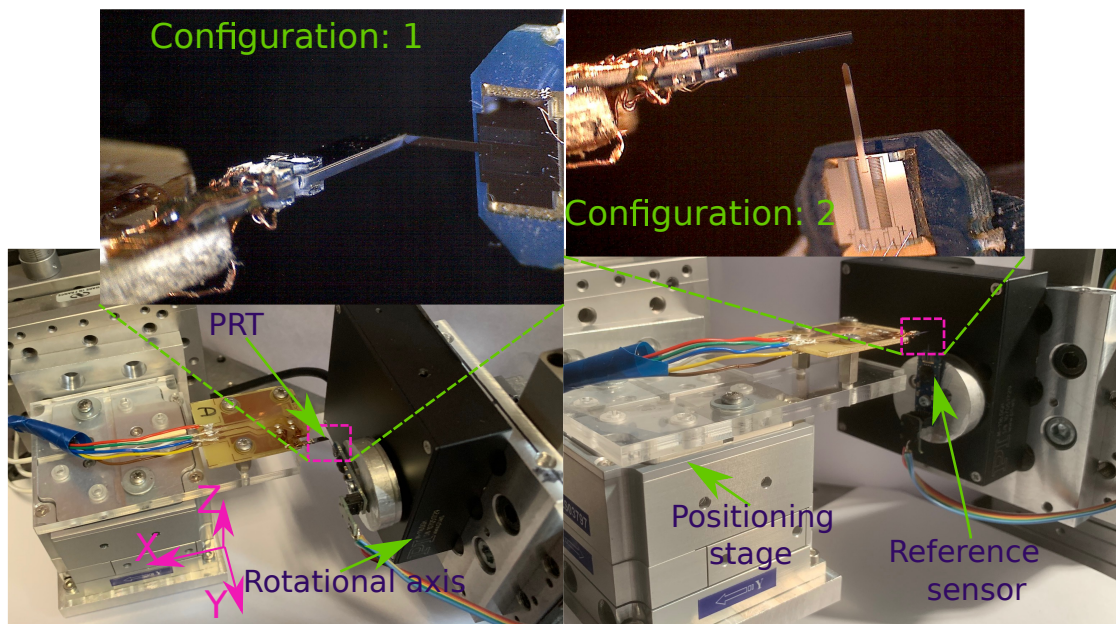 Configuration: 1
Configuration: 2
PRT
A
Z
X
Y
Rotational axis
Positioning
stage
Reference
sensor
Y